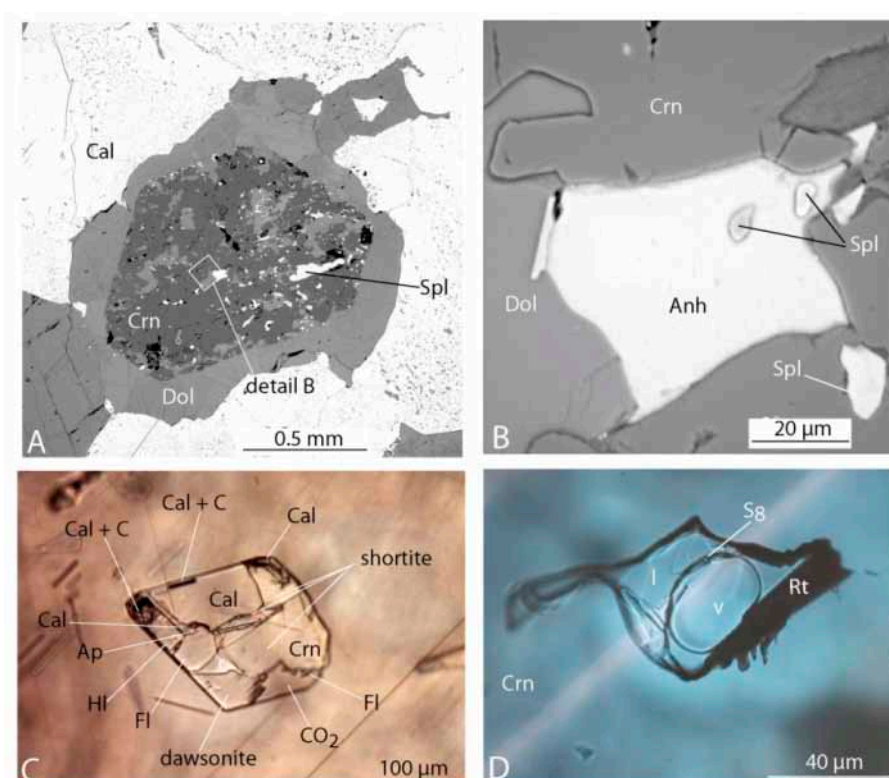 Cal
Crn
Spl
Dol
detail B
A
0.5 mm
B
Crn
Spl
Dol
Anh
Spl
20 µm
Cal + C
Cal + C
Cal
shortite
Cal
Cal
Ap
Crn
Hl
Fl
Fl
CO2
dawsonite
C
100 µm
S8
l
Rt
v
Crn
D
40 µm